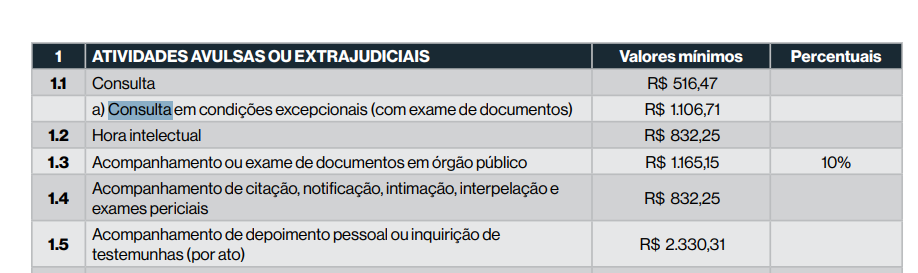 1 ATIVIDADES AVULSAS OU EXTRAJUDICIAIS Valores mínimos Percentuais
1.1 Consulta R$ 516,47
a) Consulta em condições excepcionais (com exame de documentos) R$ 1.106,71
1.2 Hora intelectual R$ 832,25
1.3 Acompanhamento ou exame de documentos em órgão público R$ 1.165,15 10%
1.4 Acompanhamento de citação, notificação, intimação, interpelação e
exames periciais R$ 832,25
1.5 Acompanhamento de depoimento pessoal ou inquirição de
testemunhas (por ato) R$ 2.330,31